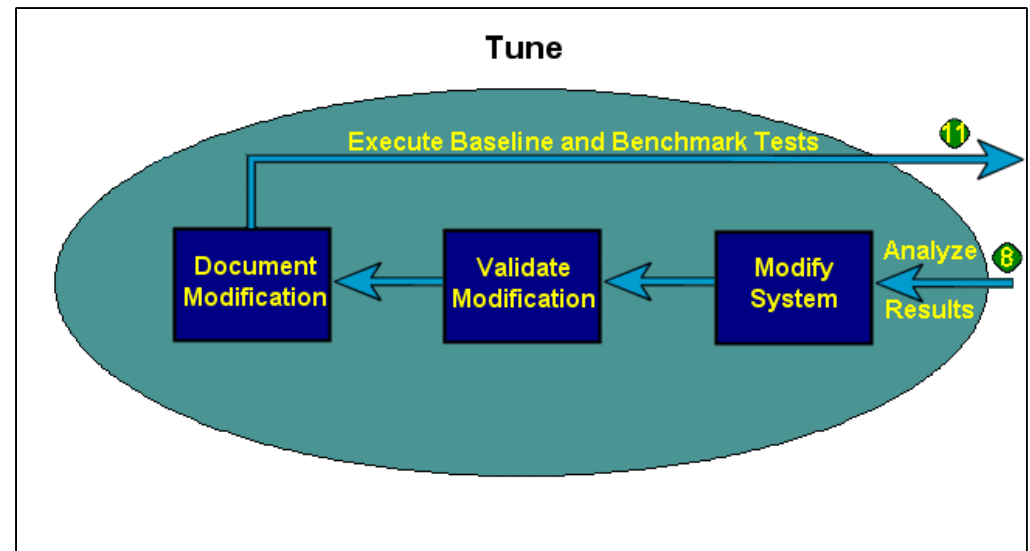 Tune
Execute Baseline and Benchmark Tests
11
Document
Modification
Validate
Modification
Modify
System
Analyze
8
Results